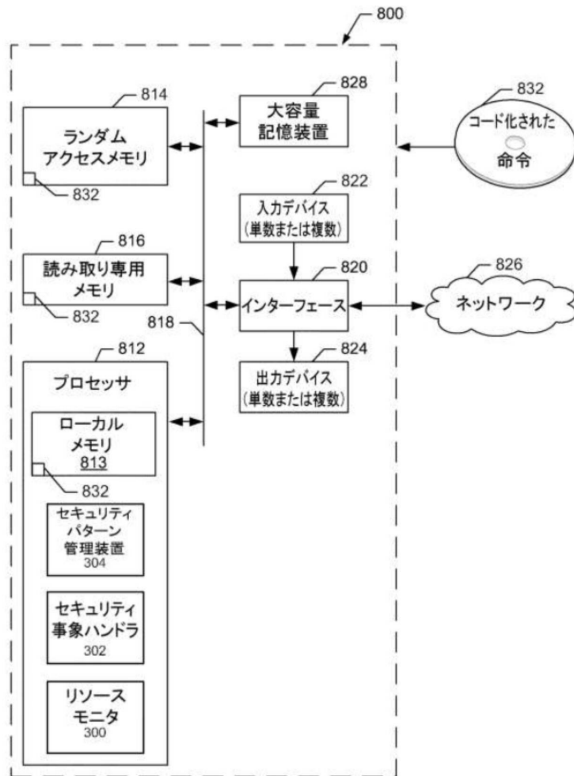 800
814
ランダム
アクセスメモリ
832
828
大容量
記憶装置
832
コード化された
命令
822
入力デバイス
(単数または複数)
816
読み取り専用
メモリ
832
818
820
インターフェース
826
ネットワーク
824
出力デバイス
(単数または複数)
812
プロセッサ
ローカル
メモリ
813
832
セキュリティ
パターン
管理装置
304
セキュリティ
事象ハンドラ
302
リソース
モニタ
300